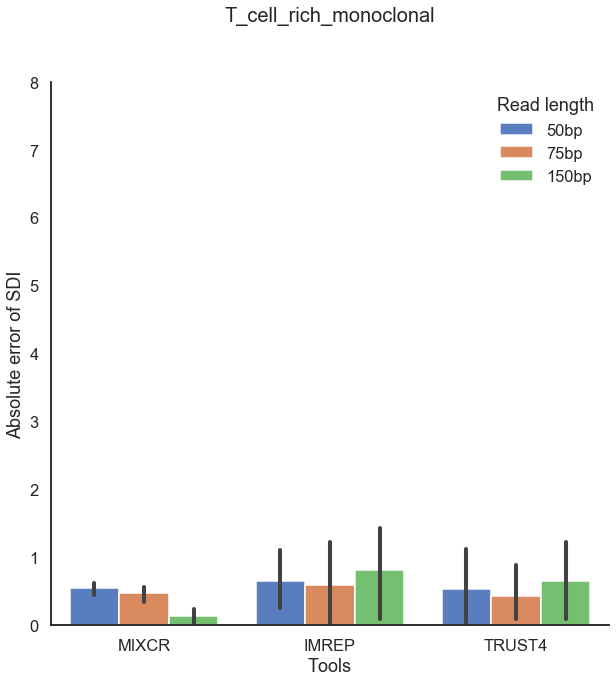 T_cell_rich_monoclonal
Read length
50bp
75bp
150bp
Absolute error of SDI
8
7
6
5
4
3
2
1
0
MIXCR
IMREP
TRUST4
Tools